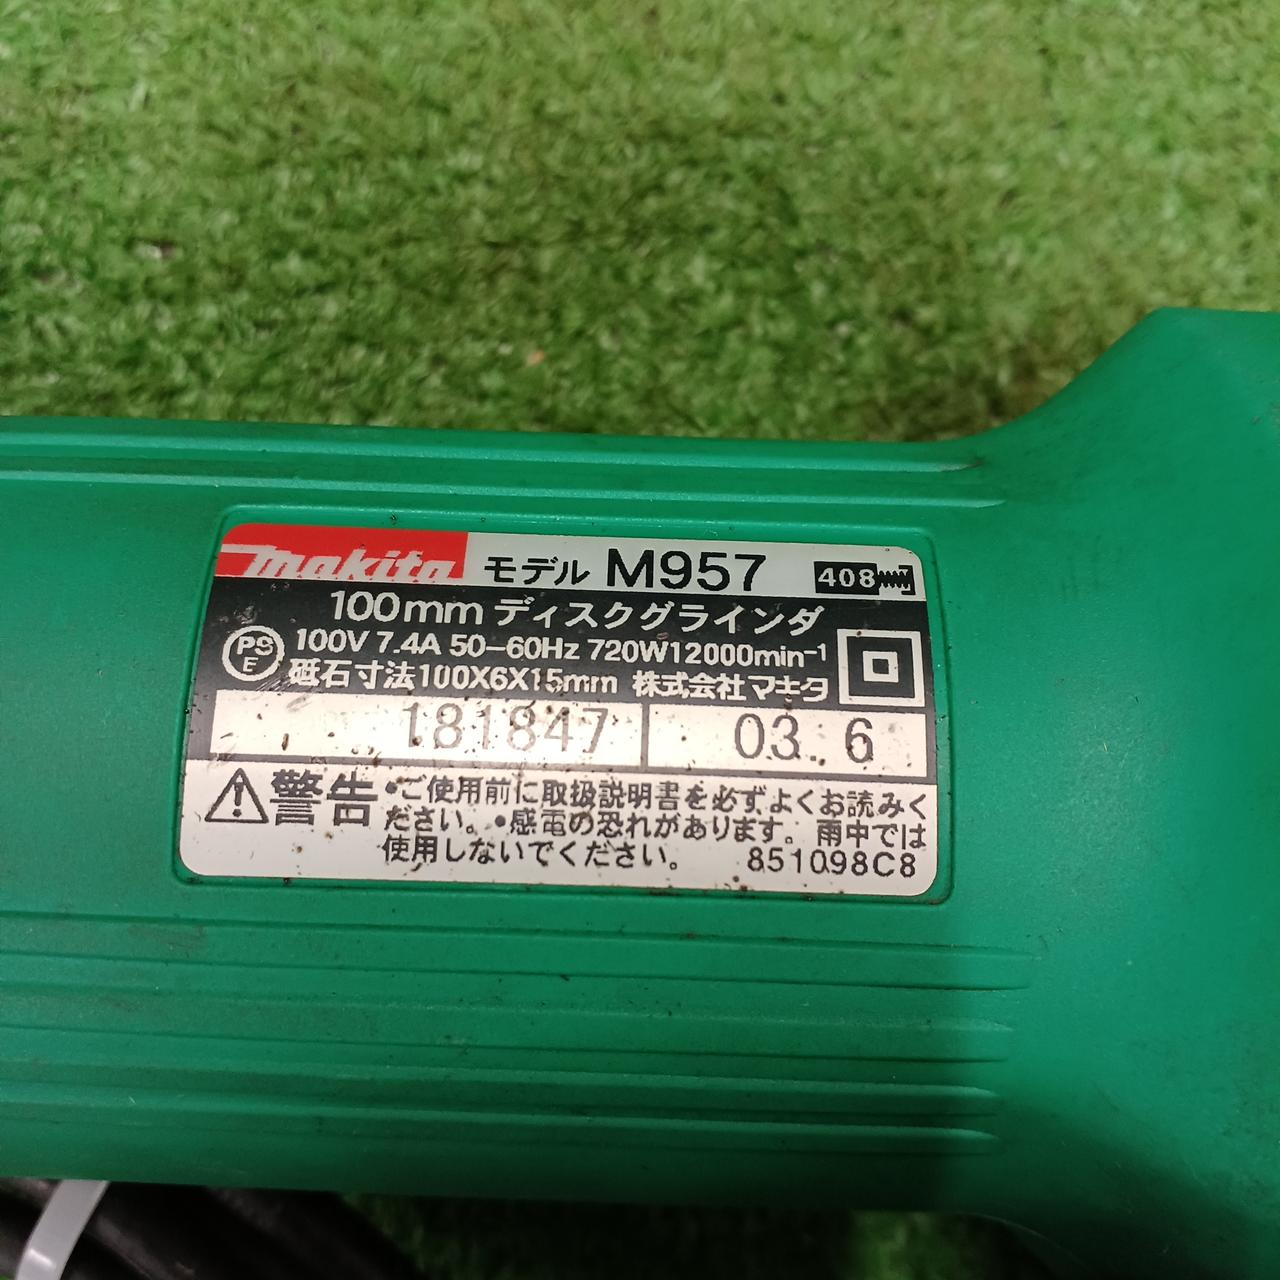 makita モデル M957 408
100mm ディスクグラインダ
PS E 100V 7.4A 50-60Hz 720W12000min⁻¹
砥石寸法100X6X15mm 株式会社マキタ
181847 03.6
警告 •ご使用前に取扱説明書を必ずよくお読みく
ださい。•感電の恐れがあります。雨中では
使用しないでください。 851098C8